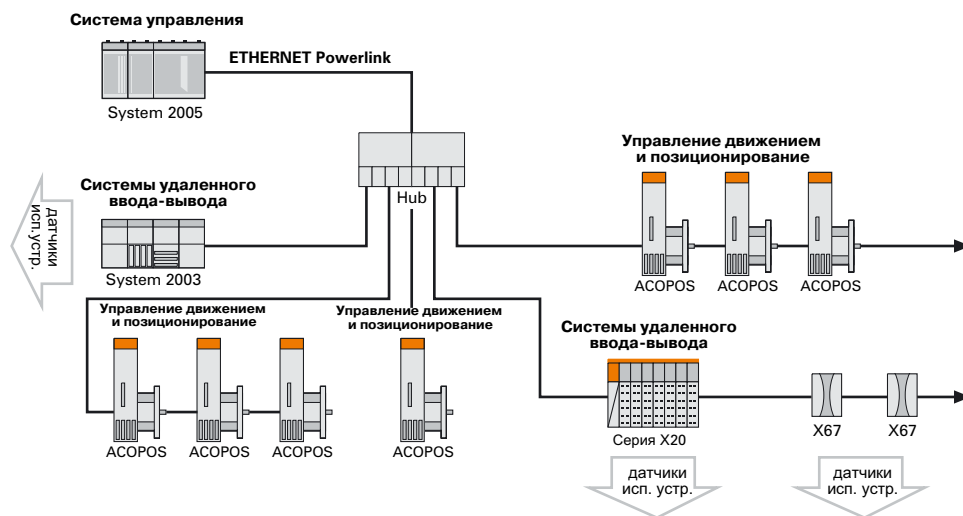 Система управления
ETHERNET Powerlink
System 2005
Управление движением
и позиционирование
Системы удаленного
ввода-вывода
Hub
датчики
исп.устр.
System 2003
ACOPOS
ACOPOS
ACOPOS
Управление движением
и позиционирование
Управление движением
и позиционирование
Системы удаленного
ввода-вывода
ACOPOS
ACOPOS
ACOPOS
ACOPOS
Серия X20
X67
X67
датчики
исп. устр.
датчики
исп. устр.